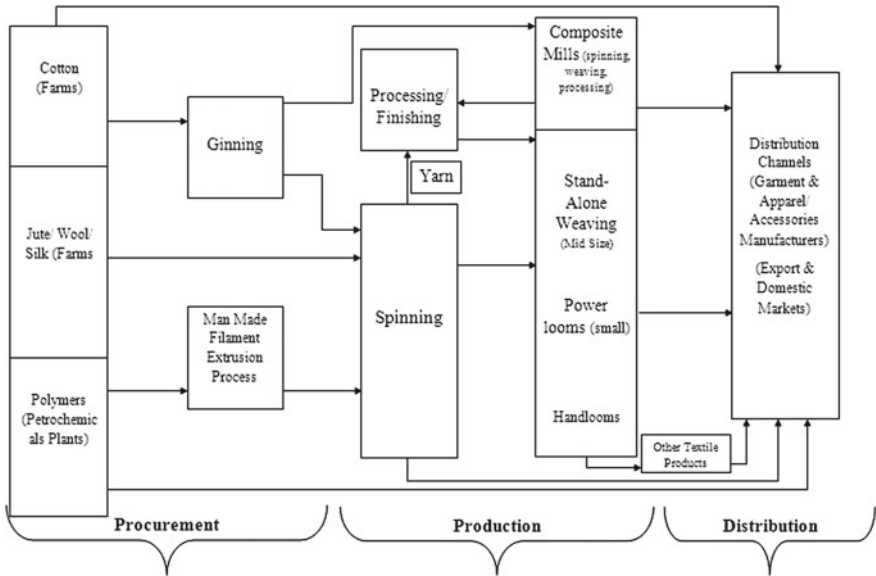 Cotton
(Farms)
Jute/ Wool/
Silk (Farms
Polymers
(Petrochemic
als Plants)
Ginning
Man Made
Filament
Extrusion
Process
Processing/
Finishing
Yarn
Spinning
Composite
Mills (spinning,
weaving,
processing)
Stand-
Alone
Weaving
(Mid Size)
Power
looms (small)
Handlooms
Other Textile
Products
Distribution
Channels
(Garment &
Apparel/
Accessories
Manufacturers)
(Export &
Domestic
Markets)
Procurement
Production
Distribution